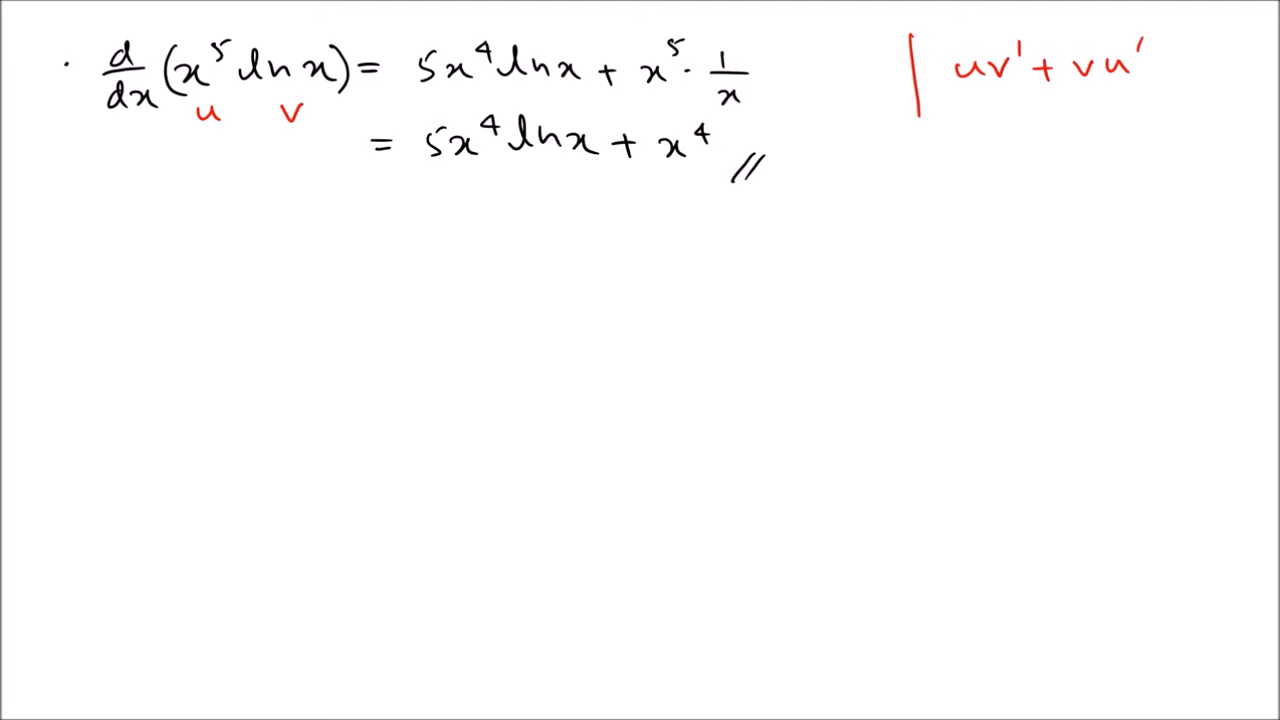 d/dx (x⁵ ln x) = 5x⁴ ln x + x⁵ · 1/x | uv' + vu'
u v
= 5x⁴ ln x + x⁴ //